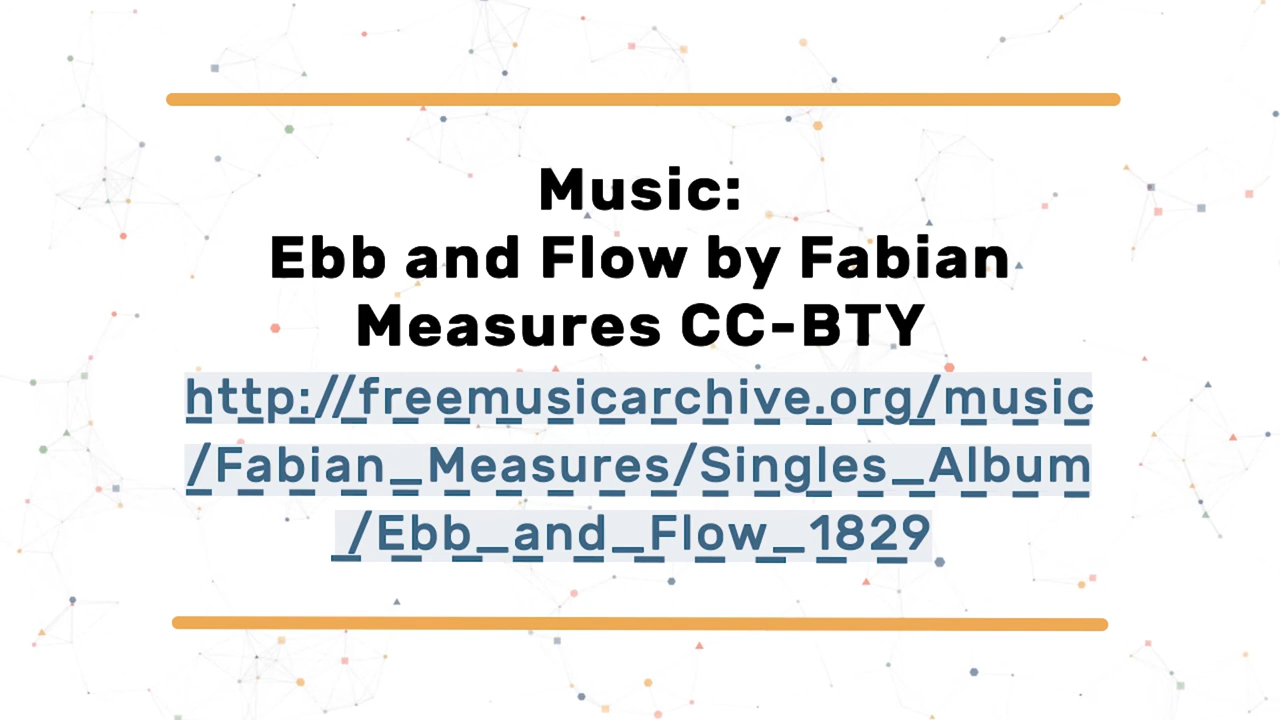 Music:
Ebb and Flow by Fabian
Measures CC-BTY
http://freemusicarchive.org/music
/Fabian_Measures/Singles_Album
/Ebb_and_Flow_1829